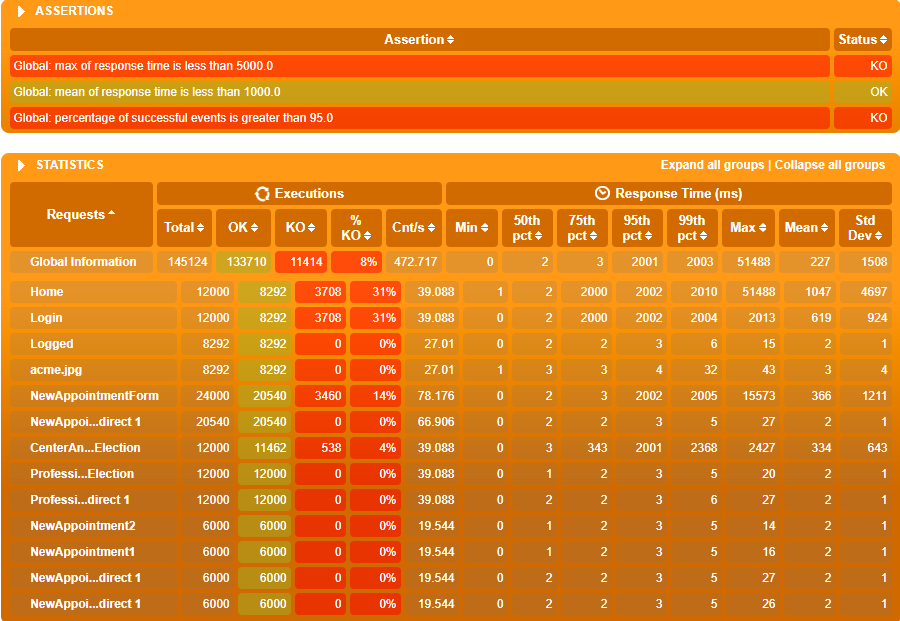 ASSERTIONS
Assertion Status
Global: max of response time is less than 5000.0 KO
Global: mean of response time is less than 1000.0 OK
Global: percentage of successful events is greater than 95.0 KO
STATISTICS Expand all groups | Collapse all groups
Requests Executions Response Time (ms)
Total OK KO % KO Cnt/s Min 50th pct 75th pct 95th pct 99th pct Max Mean Std Dev
Global Information 145124 133710 11414 8% 472.717 0 2 3 2001 2003 51488 227 1508
Home 12000 8292 3708 31% 39.088 1 2 2000 2002 2010 51488 1047 4697
Login 12000 8292 3708 31% 39.088 0 2 2000 2002 2004 2013 619 924
Logged 8292 8292 0 0% 27.01 0 2 2 3 6 15 2 1
acme.jpg 8292 8292 0 0% 27.01 1 3 3 4 32 43 3 4
NewAppointmentForm 24000 20540 3460 14% 78.176 0 2 3 2002 2005 15573 366 1211
NewAppoi...direct 1 20540 20540 0 0% 66.906 0 2 2 3 5 27 2 1
CenterAn...Election 12000 11462 538 4% 39.088 0 3 343 2001 2368 2427 334 643
Professi...Election 12000 12000 0 0% 39.088 0 1 2 3 5 20 2 1
Professi...direct 1 12000 12000 0 0% 39.088 0 2 2 3 6 27 2 1
NewAppointment2 6000 6000 0 0% 19.544 0 1 2 3 5 14 2 1
NewAppointment1 6000 6000 0 0% 19.544 0 1 2 3 5 16 2 1
NewAppoi...direct 1 6000 6000 0 0% 19.544 0 2 2 3 5 27 2 1
NewAppoi...direct 1 6000 6000 0 0% 19.544 0 2 2 3 5 26 2 1